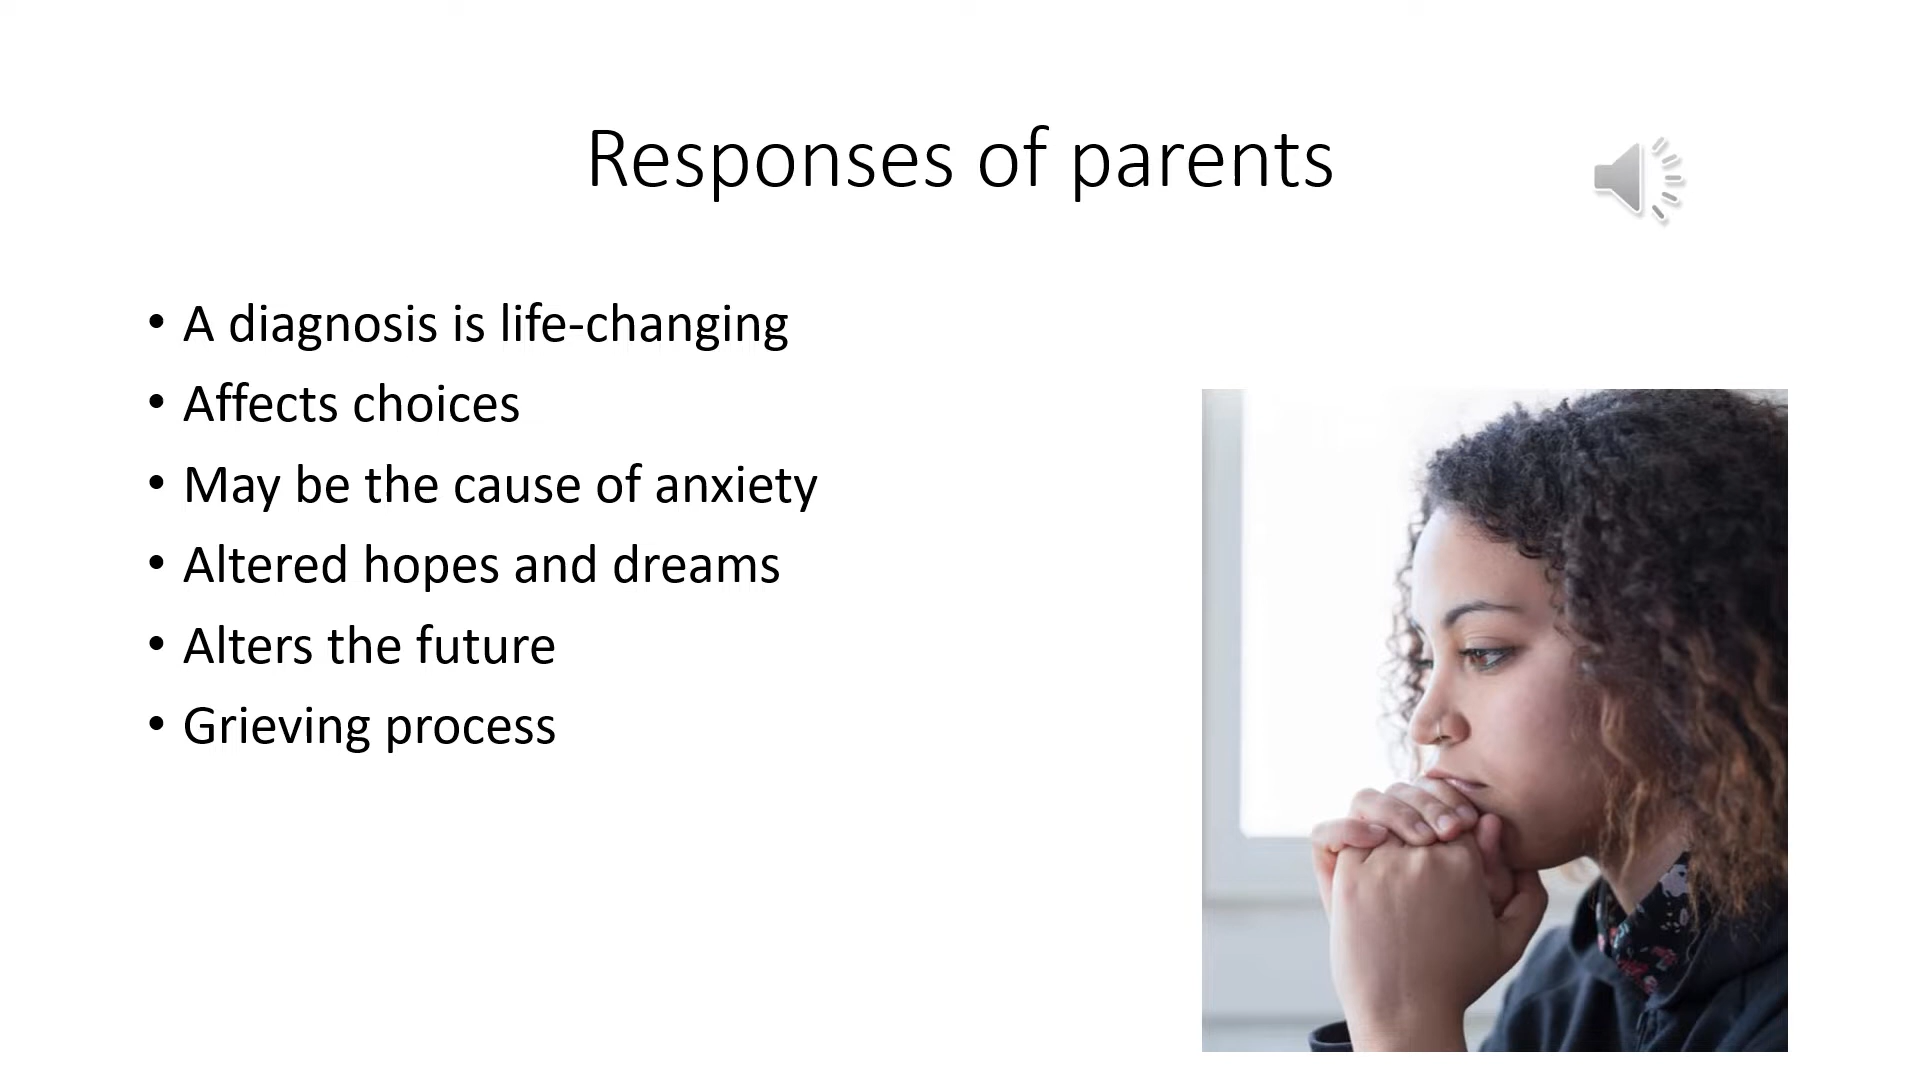 Responses of parents
• A diagnosis is life-changing
• Affects choices
• May be the cause of anxiety
• Altered hopes and dreams
• Alters the future
• Grieving process